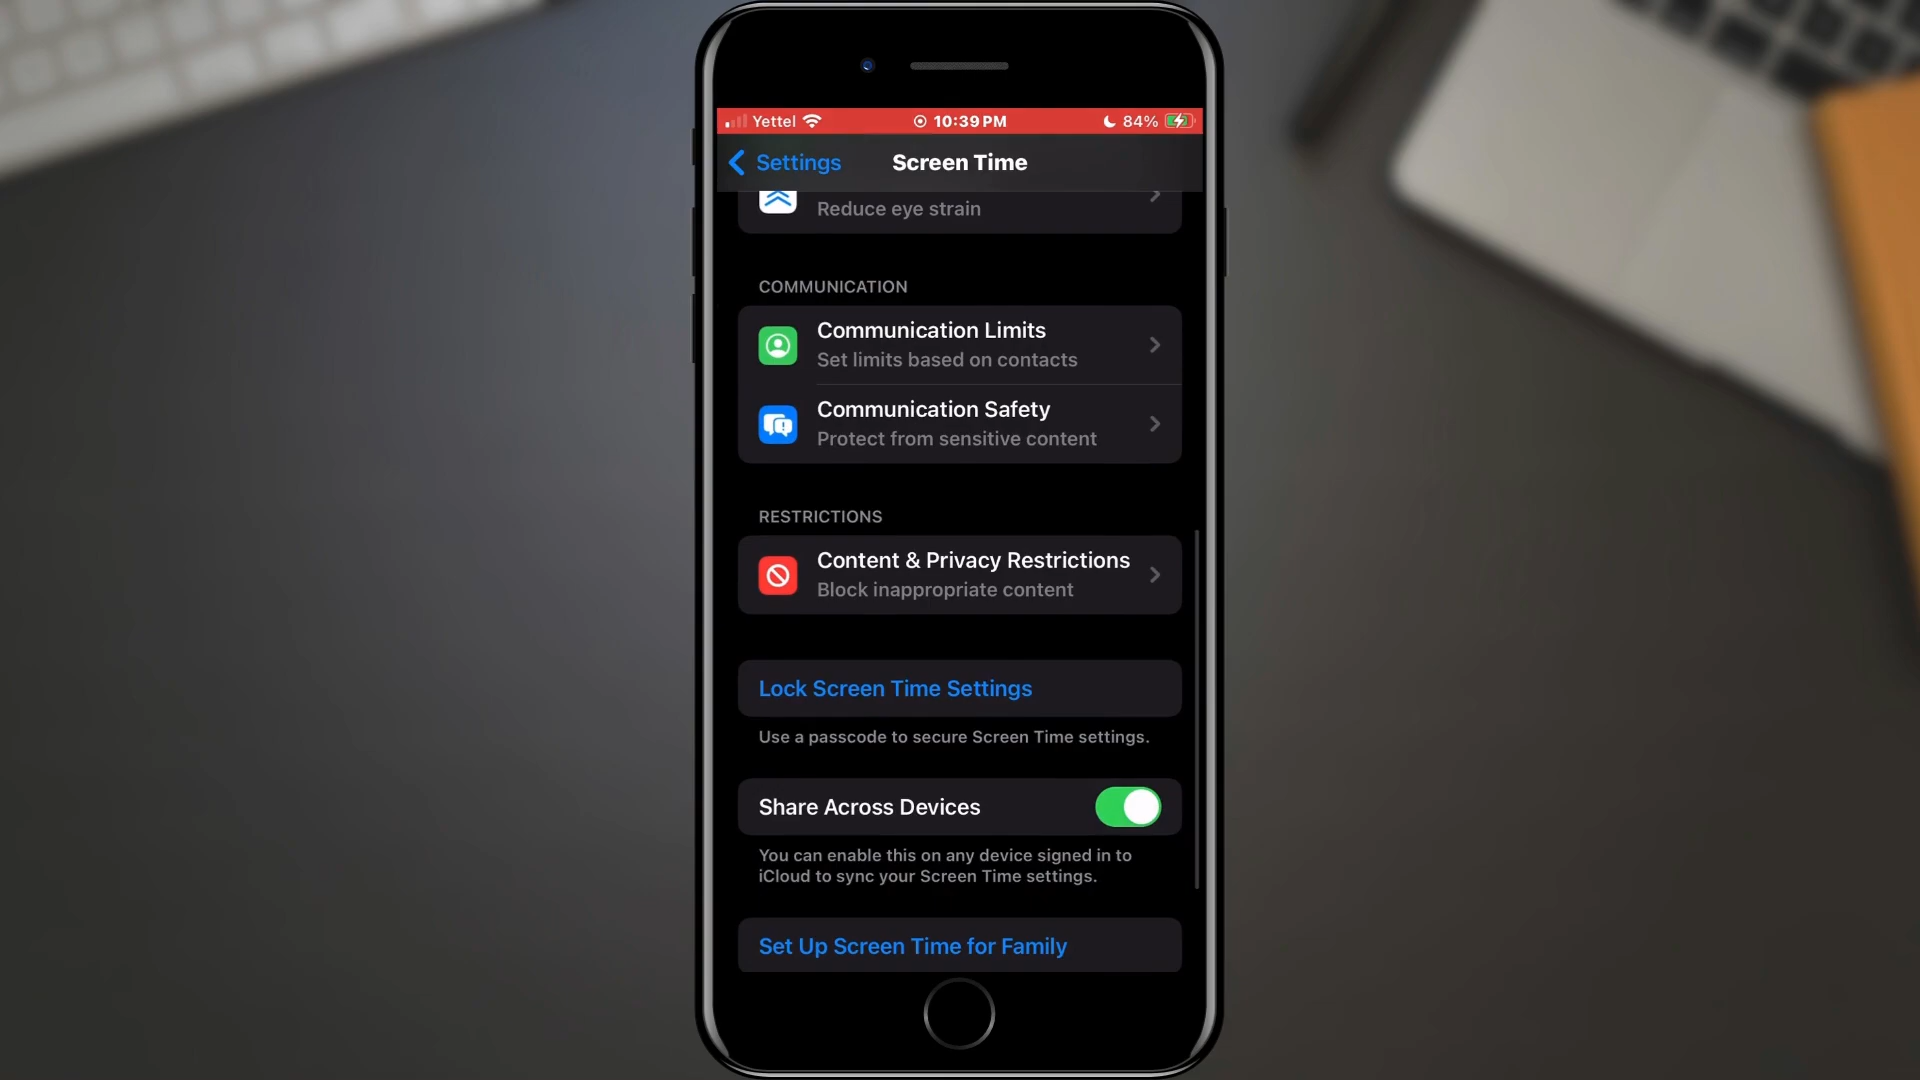 Yettel 10:39 PM 84%
Settings Screen Time
Reduce eye strain
COMMUNICATION
Communication Limits
Set limits based on contacts
Communication Safety
Protect from sensitive content
RESTRICTIONS
Content & Privacy Restrictions
Block inappropriate content
Lock Screen Time Settings
Use a passcode to secure Screen Time settings.
Share Across Devices
You can enable this on any device signed in to
iCloud to sync your Screen Time settings.
Set Up Screen Time for Family